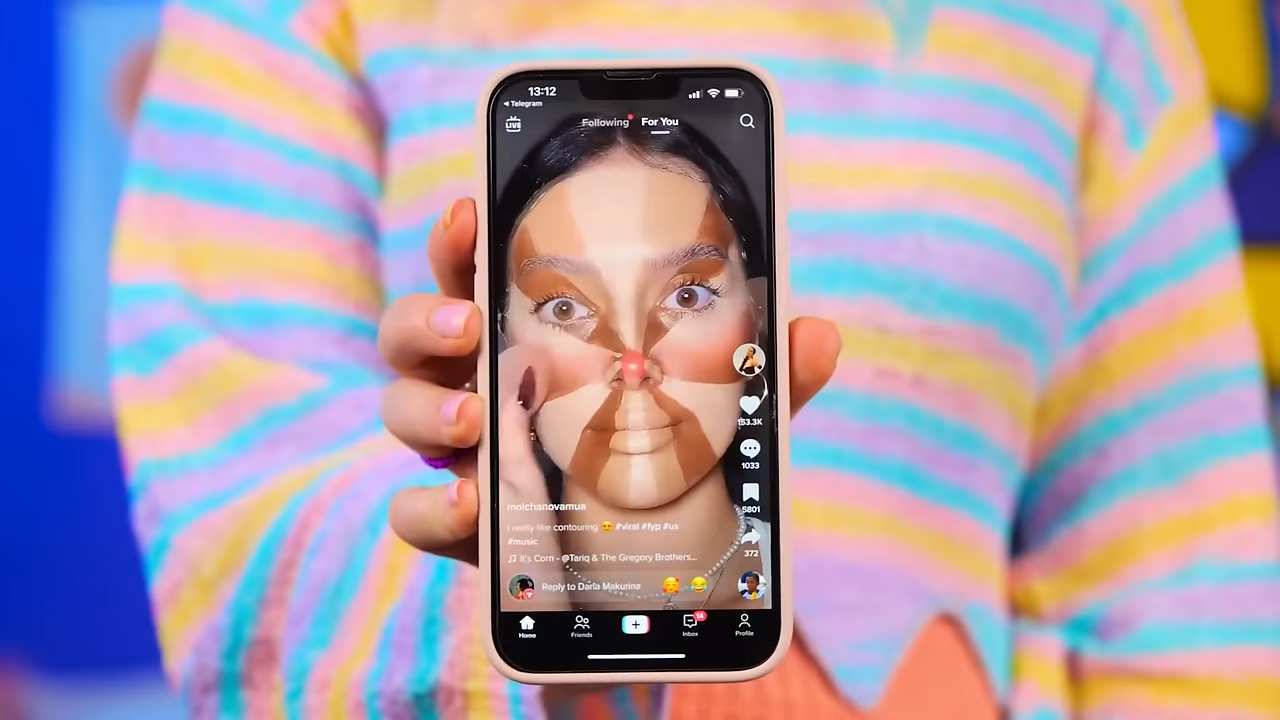 13:12
Telegram
LIVE
Following For You
153.3K
1033
5801
372
molchanovamua
I really like contouring 😍 #viral #fyp #us
#music
It's Corn - @Tariq & The Gregory Brothers...
Reply to Darla Makurina
Home Friends Inbox 14 Profile